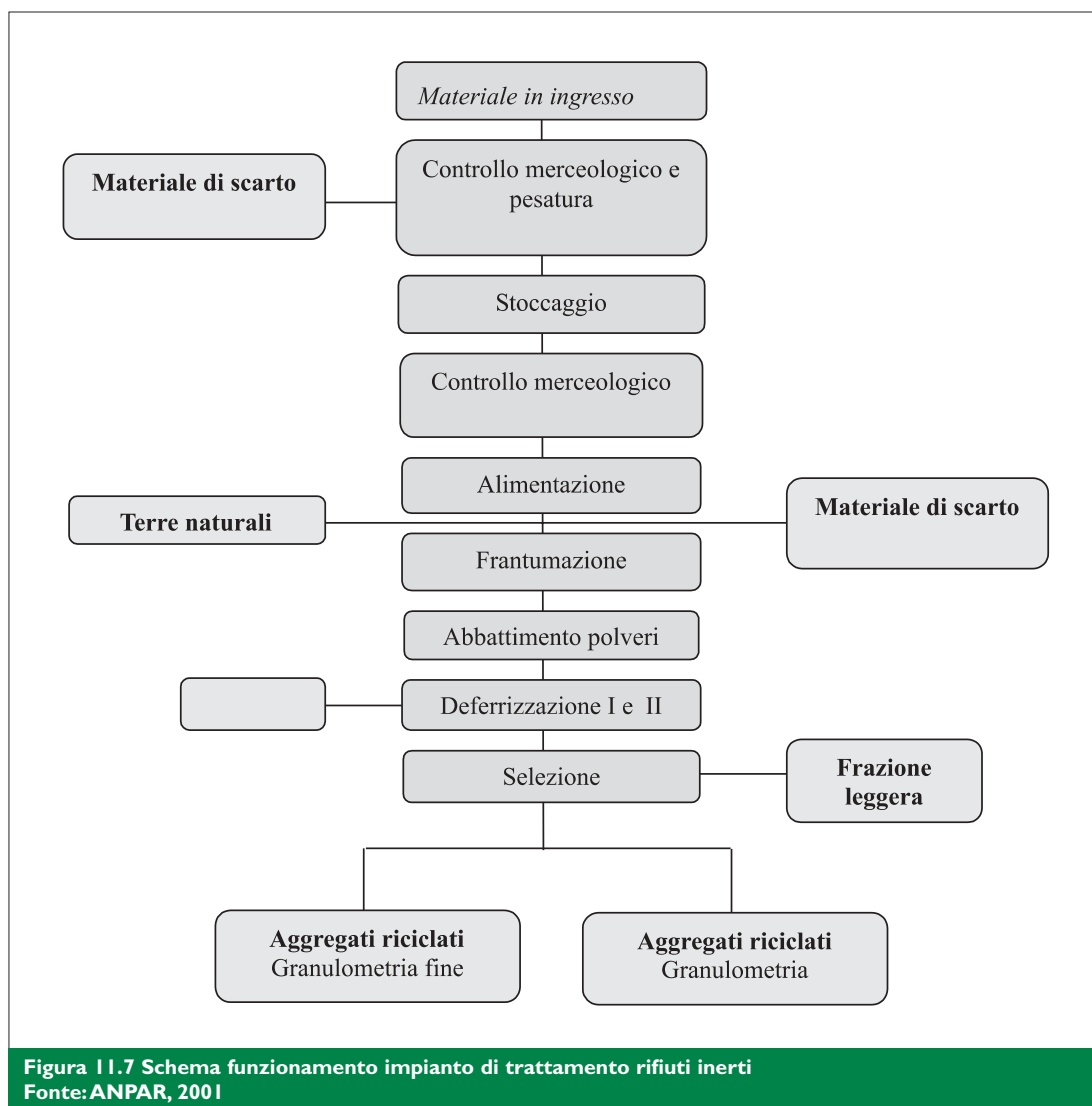 Materiale in ingresso
Materiale di scarto
Controllo merceologico e
pesatura
Stoccaggio
Controllo merceologico
Alimentazione
Terre naturali
Materiale di scarto
Frantumazione
Abbattimento polveri
Deferrizzazione I e II
Selezione
Frazione
leggera
Aggregati riciclati
Granulometria fine
Aggregati riciclati
Granulometria
Figura 11.7 Schema funzionamento impianto di trattamento rifiuti inerti
Fonte: ANPAR, 2001